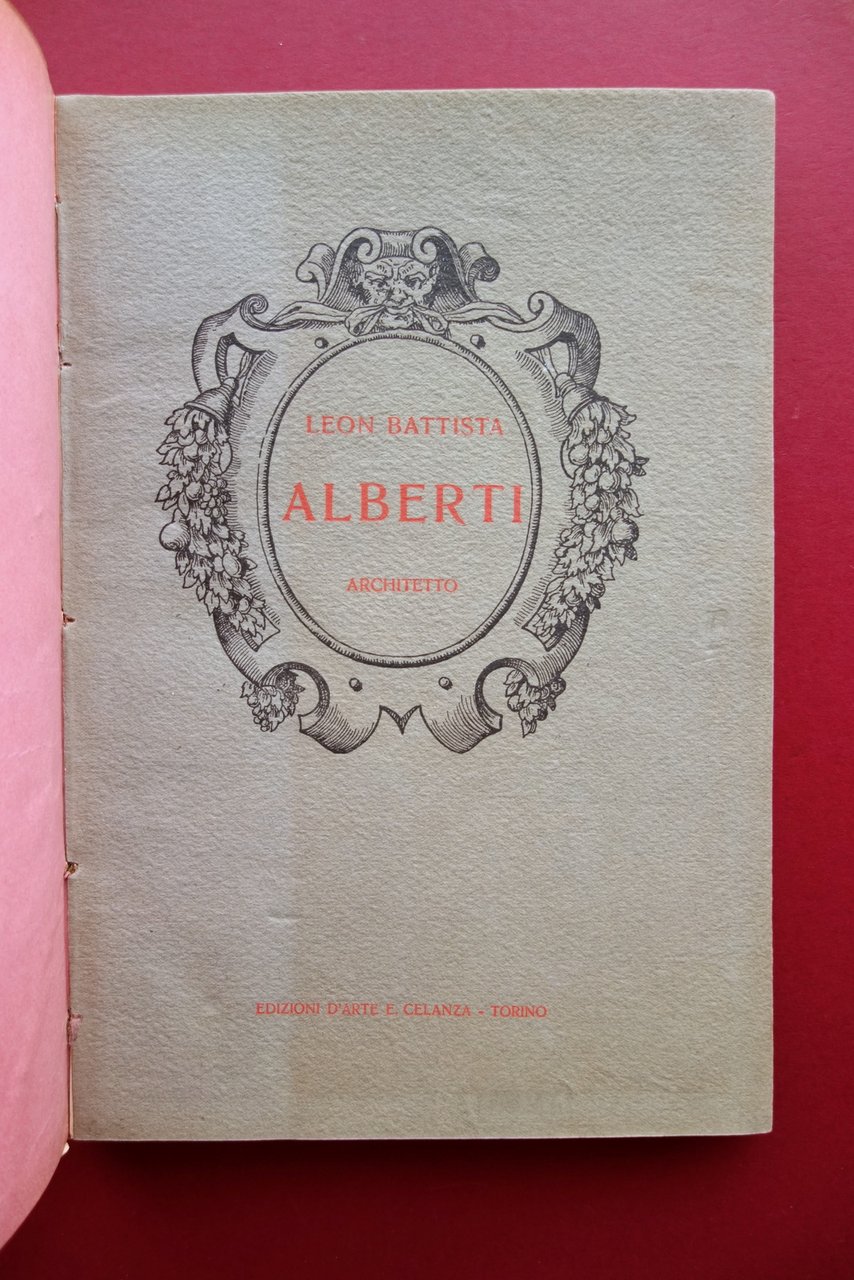 LEON BATTISTA
ALBERTI
ARCHITETTO
EDIZIONI D'ARTE E. CELANZA - TORINO